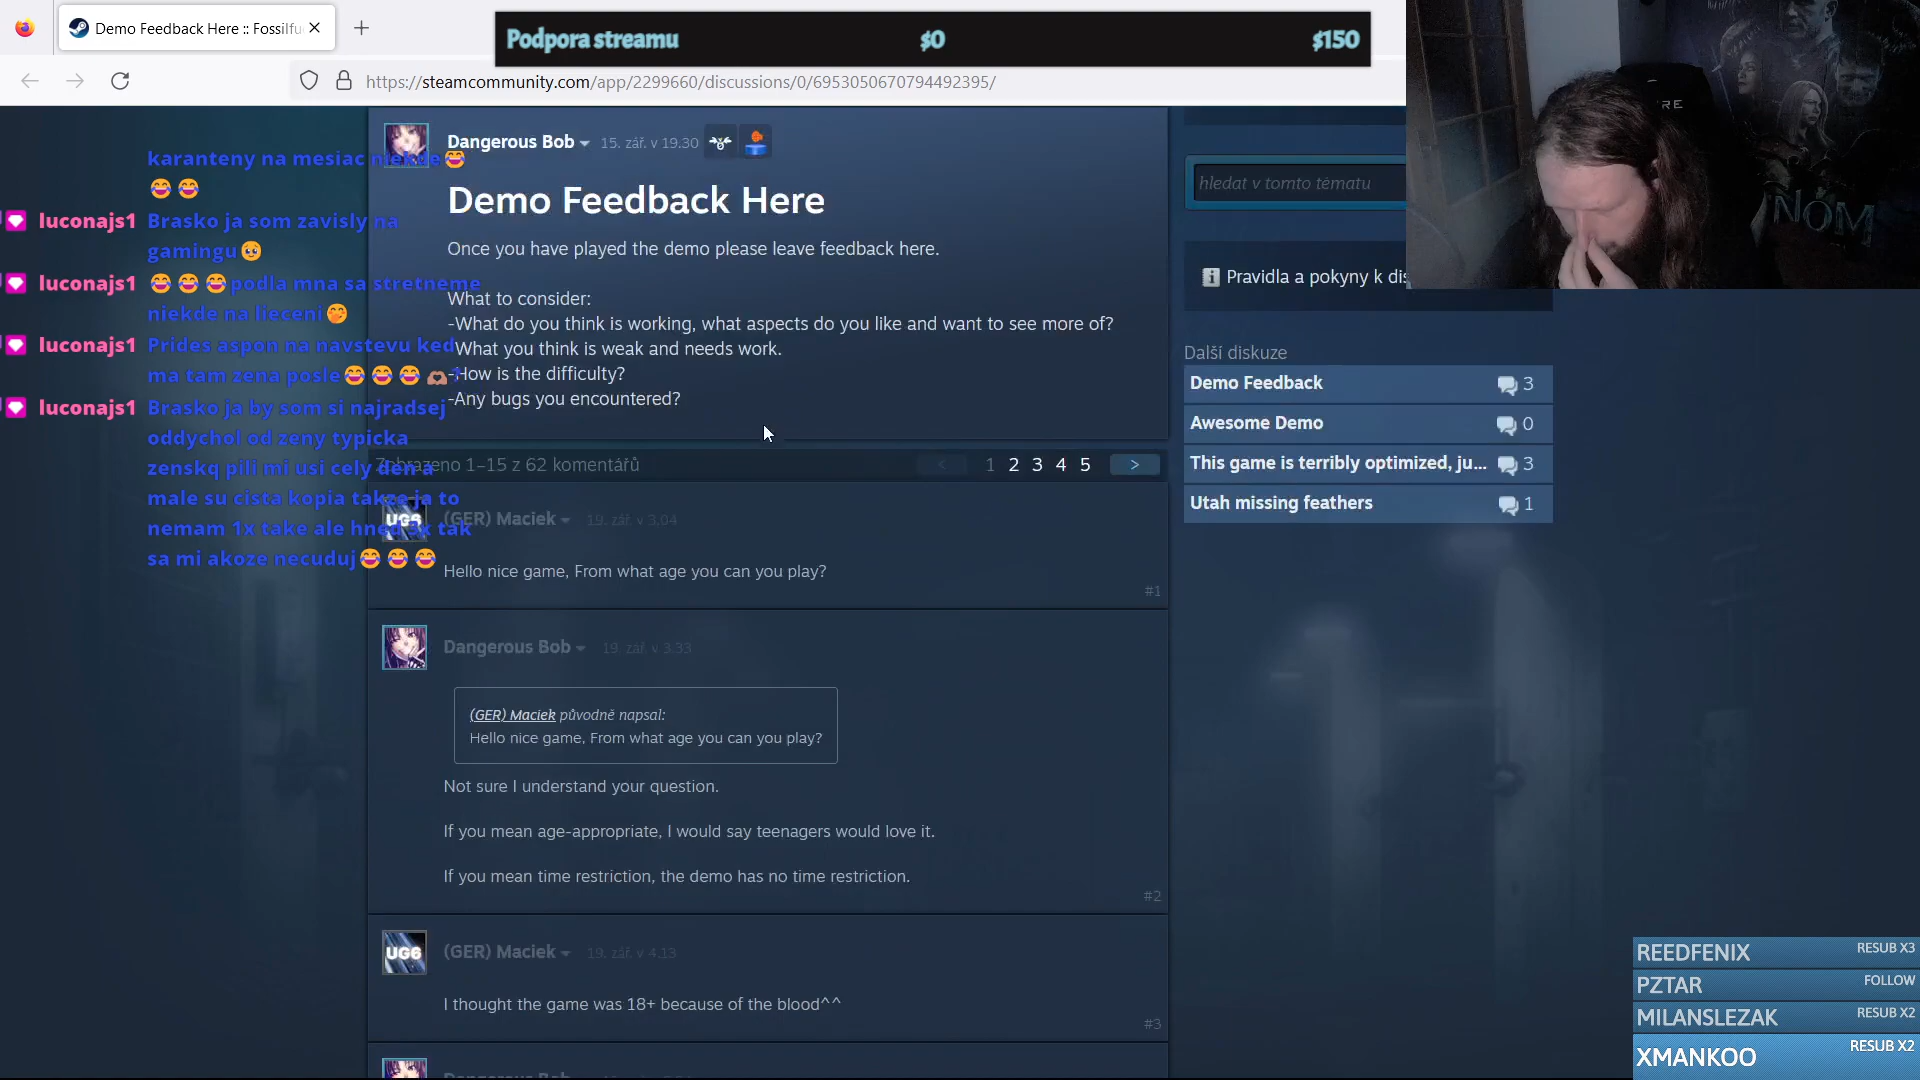 Demo Feedback Here :: Fossilfu
Podpora streamu $0 $150
https://steamcommunity.com/app/2299660/discussions/0/6953050670794492395/
karanteny na mesiac niekde😂
😂😂
luconajs1 Brasko ja som zavisly na
gamingu🥹
luconajs1 😂😂😂podla mna sa stretneme
niekde na lieceni🤭
luconajs1 Prides aspon na navstevu ked
ma tam zena posle😂😂😂🫶🏽?
luconajs1 Brasko ja by som si najradsej
oddychol od zeny typicka
zenskq pili mi usi cely den a
male su cista kopia takze ja to
nemam 1x take ale hned 3x tak
sa mi akoze necuduj😂😂😂
Dangerous Bob 15. zář. v 19.30
Demo Feedback Here
Once you have played the demo please leave feedback here.
What to consider:
-What do you think is working, what aspects do you like and want to see more of?
-What you think is weak and needs work.
-How is the difficulty?
-Any bugs you encountered?
Zobrazeno 1–15 z 62 komentářů
< 1 2 3 4 5 >
UG6
(GER) Maciek 19. zář. v 3.04
Hello nice game, From what age you can you play?
#1
Dangerous Bob 19. zář. v 3.33
(GER) Maciek původně napsal:
Hello nice game, From what age you can you play?
Not sure I understand your question.
If you mean age-appropriate, I would say teenagers would love it.
If you mean time restriction, the demo has no time restriction.
#2
UG6
(GER) Maciek 19. zář. v 4.13
I thought the game was 18+ because of the blood^^
#3
Dangerous Bob
hledat v tomto tématu
Pravidla a pokyny k dis
Další diskuze
Demo Feedback 3
Awesome Demo 0
This game is terribly optimized, ju... 3
Utah missing feathers 1
NOM
REEDFENIX RESUB X3
PZTAR FOLLOW
MILANSLEZAK RESUB X2
XMANKOO RESUB X2